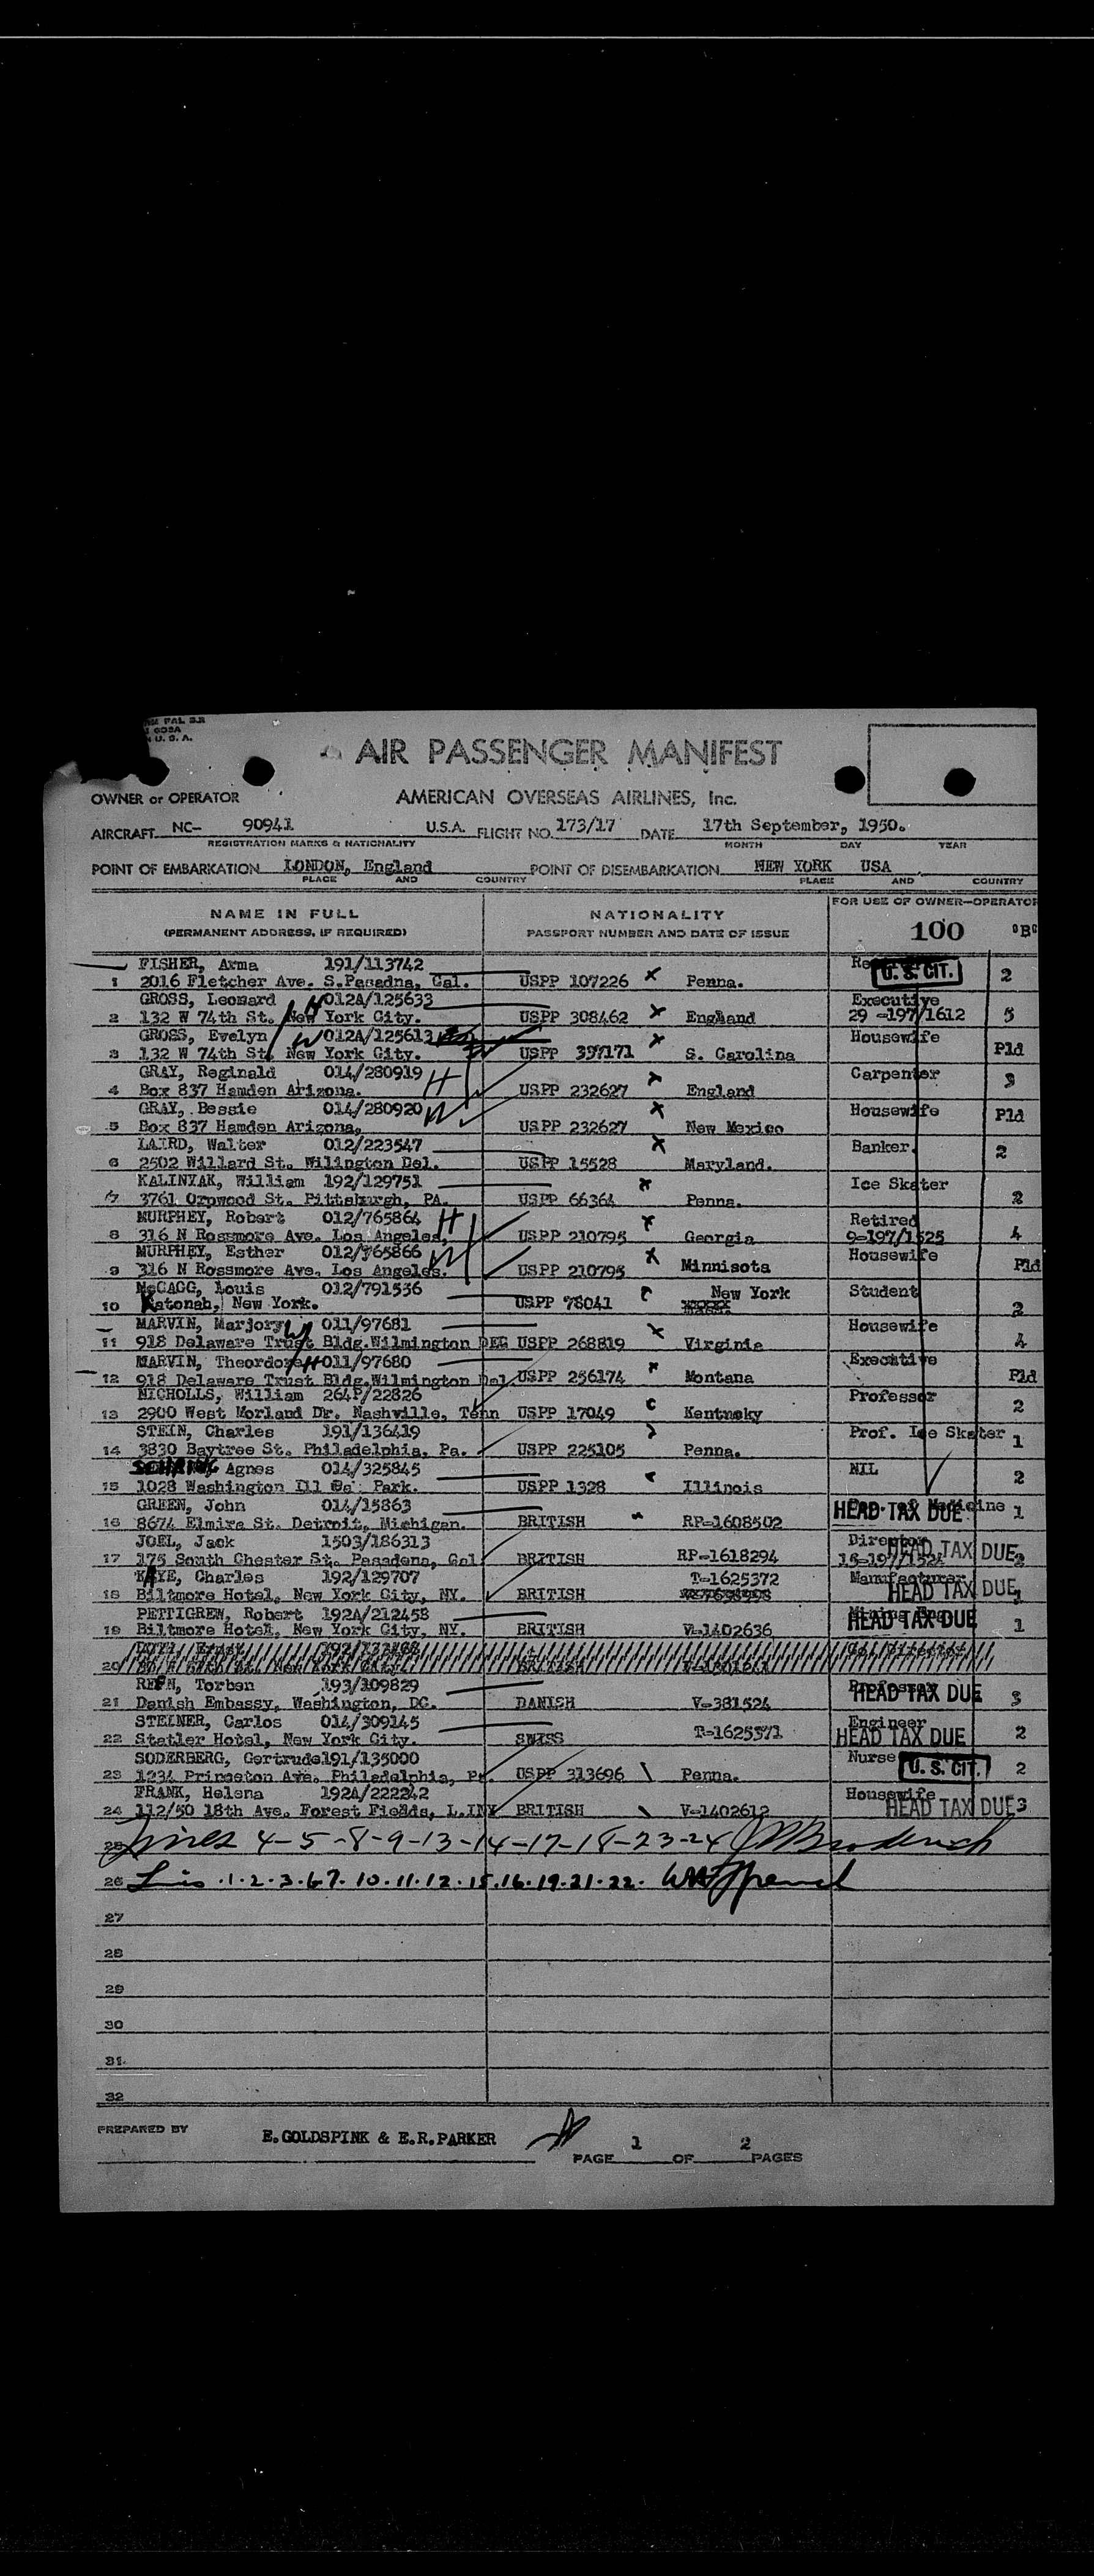 U. S. A.
AIR PASSENGER MANIFEST
OWNER or OPERATOR AMERICAN OVERSEAS AIRLINES, Inc.
AIRCRAFT NC- 90941 U.S.A. FLIGHT NO. 173/17 DATE 17th September, 1950.
REGISTRATION MARKS & NATIONALITY MONTH DAY YEAR
POINT OF EMBARKATION LONDON, England POINT OF DISEMBARKATION NEW YORK USA
PLACE AND COUNTRY PLACE AND COUNTRY
NAME IN FULL NATIONALITY FOR USE OF OWNER—OPERATOR
(PERMANENT ADDRESS, IF REQUIRED) PASSPORT NUMBER AND DATE OF ISSUE 100
FISHER, Arma 191/113742
1 2016 Fletcher Ave. S.Pasadna, Cal. USPP 107226 x Penna. U. S. CIT. 2
GROSS, Leonard H 012A/125633 Executive
2 132 W 74th St. New York City. USPP 308462 x England 29 -197/1612 5
GROSS, Evelyn W 012A/125613 Housewife
3 132 W 74th St. New York City. USPP 397171 x S. Carolina Pld
GRAY, Reginald 014/280919 H Carpenter
4 Box 837 Hamden Arizona. USPP 232627 x England 3
GRAY, Bessie 014/280920 W Housewife
5 Box 837 Hamden Arizona, USPP 232627 x New Mexico Pld
LAIRD, Walter 012/223547 Banker.
6 2502 Willard St. Wilington Del. USPP 15528 x Maryland. 2
KALINYAK, William 192/129751 Ice Skater
7 3761 Orpwood St. Pittsburgh, PA. USPP 66364 x Penna. 2
MURPHEY, Robert 012/765864 H Retired
8 316 N Rossmore Ave. Los Angeles, USPP 210795 x Georgia 9-197/1525 4
MURPHEY, Esther 012/765866 W Housewife
9 316 N Rossmore Ave. Los Angeles. USPP 210795 x Minnisota Pld
McCAGG, Louis 012/791556 New York Student
10 Katonah, New York. USPP 78041 2
MARVIN, Marjory W 011/97681 Housewife
11 918 Delaware Trust Bldg.Wilmington DEL USPP 268819 x Virginia 4
MARVIN, Theordore H 011/97680 Executive
12 918 Delaware Trust Bldg.Wilmington Del. USPP 256174 x Montana Pld
NICHOLLS, William 264P/22826 Professor
13 2900 West Morland Dr. Nashville, Tenn USPP 17049 Kentucky 2
STEIN, Charles 191/136419 Prof. Ice Skater
14 3830 Baytree St. Philadelphia, Pa. USPP 225105 Penna. 1
Agnes 014/325845 NIL
15 1028 Washington Ill Park. USPP 1328 Illinois 2
GREEN, John 014/15863 Medicine
16 8674 Elmira St. Detroit, Michigan. BRITISH RP-1608502 HEAD TAX DUE 1
JOEL, Jack 1503/186313 Director
17 175 South Chester St. Pasadena, Cal BRITISH RP-1618294 HEAD TAX DUE
KAYE, Charles 192/129707 T-1625372 Manufacturer
18 Biltmore Hotel, New York City, NY. BRITISH HEAD TAX DUE
PETTIGREW, Robert 192A/212458
19 Biltmore Hotel, New York City, NY. BRITISH V-1402636 HEAD TAX DUE 1
20 New York City. BRITISH
REFN, Torben 193/109829 Professor
21 Danish Embassy, Washington, DC. DANISH V-381524 HEAD TAX DUE 3
STEINER, Carlos 014/309145 Engineer
22 Statler Hotel, New York City. SWISS T-1625371 HEAD TAX DUE 2
SODERBERG, Gertrude191/135000 Nurse
23 1234 Princeton Ave. Philadelphia, Pa. USPP 313696 Penna. U. S. CIT. 2
FRANK, Helena 192A/222242 Housewife
24 112/50 18th Ave. Forest Fields, L.INY BRITISH V-1402612 HEAD TAX DUE 3
25 Lines 4-5-8-9-13-14-17-18-23-24
26 Lines 1.2.3.6.7.10.11.12.15.16.19.21.22.
27
28
29
30
31
32
PREPARED BY E.GOLDSPINK & E.R.PARKER PAGE 1 OF 2 PAGES